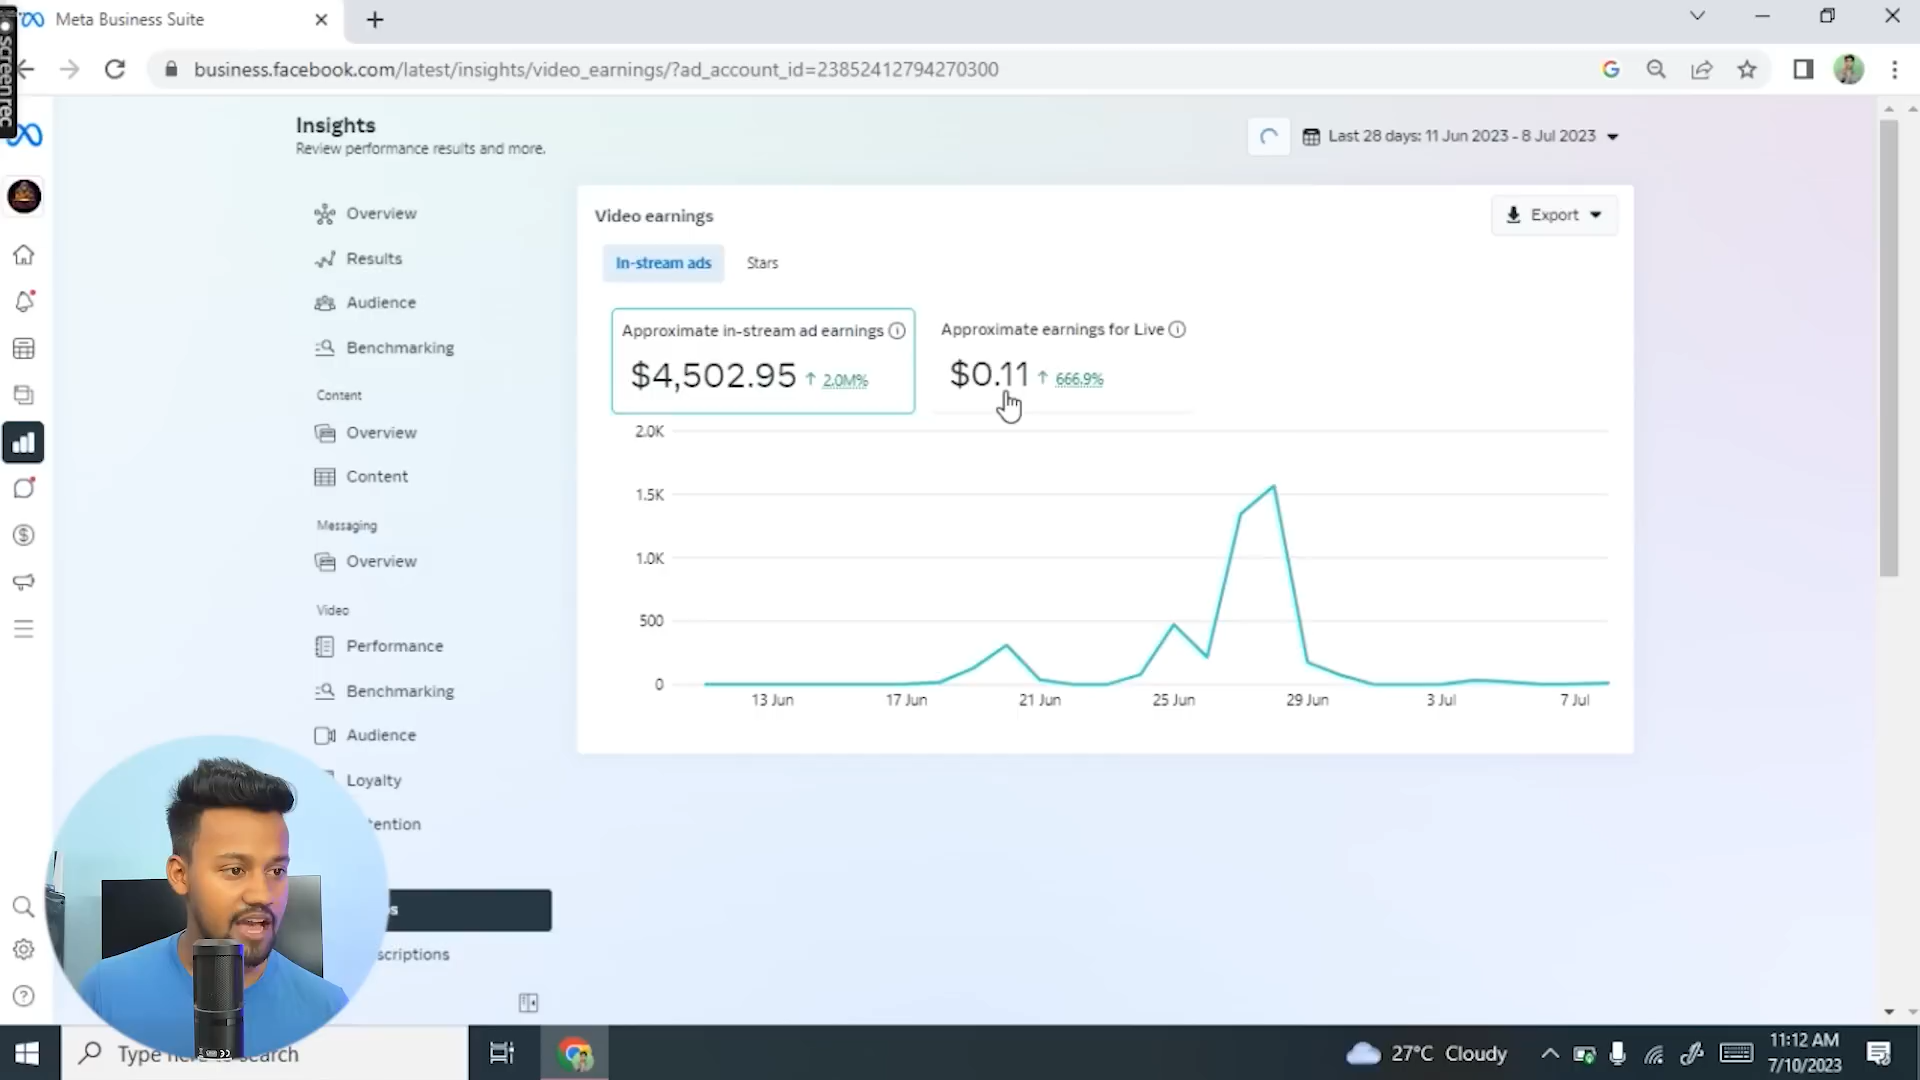 Meta Business Suite
screenrec
business.facebook.com/latest/insights/video_earnings/?ad_account_id=23852412794270300
Insights
Review performance results and more.
Last 28 days: 11 Jun 2023 - 8 Jul 2023
Overview
Results
Audience
Benchmarking
Content
Overview
Content
Messaging
Overview
Video
Performance
Benchmarking
Audience
Loyalty
Video earnings
Export
In-stream ads
Stars
Approximate in-stream ad earnings
$4,502.95 ↑ 2.0M%
Approximate earnings for Live
$0.11 ↑ 666.9%
2.0K
1.5K
1.0K
500
0
13 Jun 17 Jun 21 Jun 25 Jun 29 Jun 3 Jul 7 Jul
27°C Cloudy
11:12 AM
7/10/2023